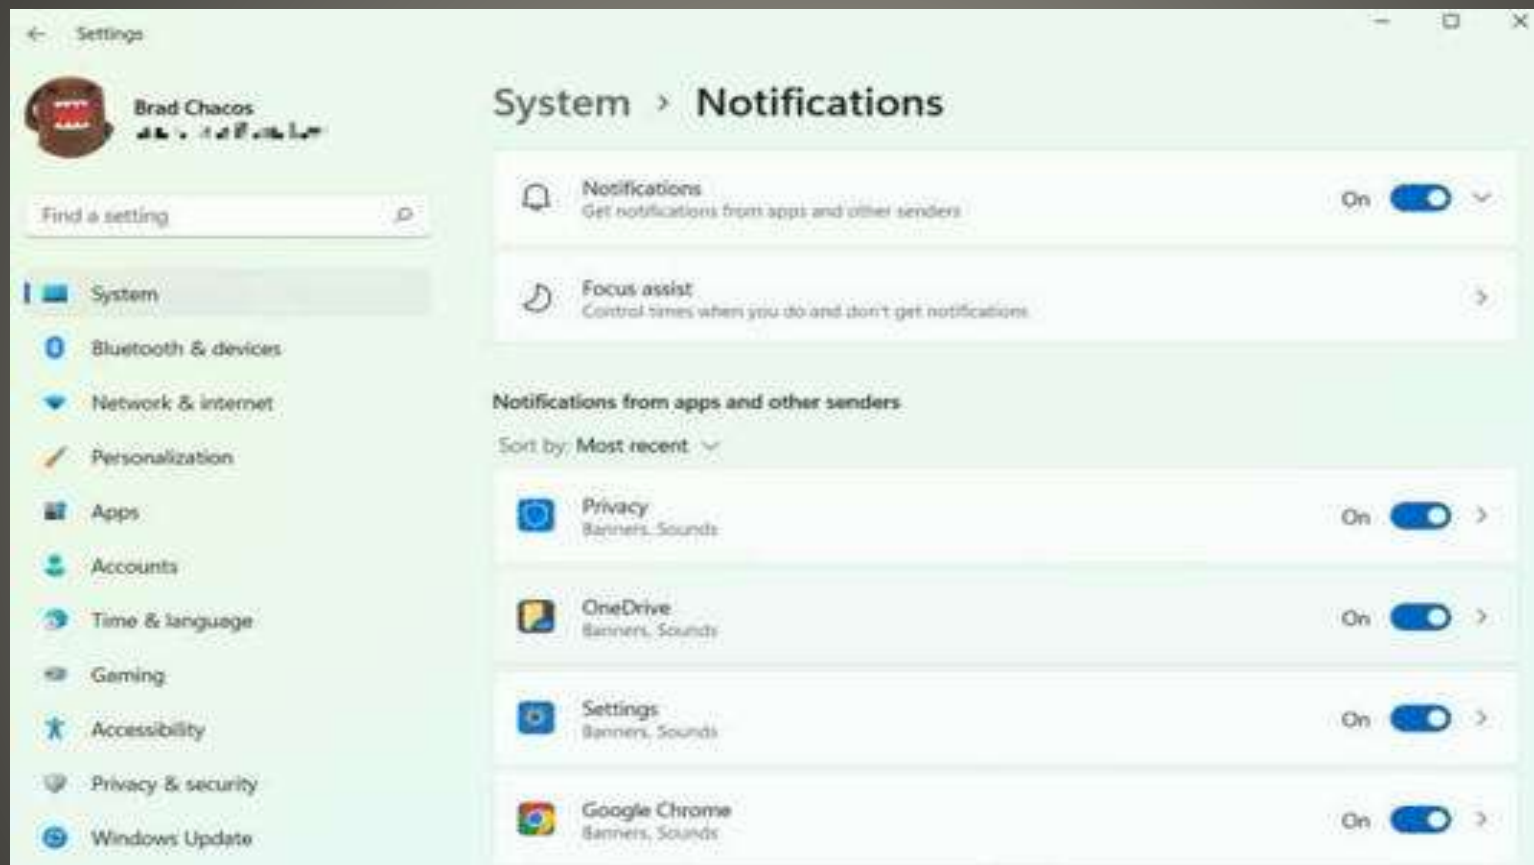 Settings
Brad Chacos
Find a setting
System
Bluetooth & devices
Network & internet
Personalization
Apps
Accounts
Time & language
Gaming
Accessibility
Privacy & security
Windows Update
System > Notifications
Notifications
On
Get notifications from apps and other senders
Focus assist
Control times when you do and don't get notifications
Notifications from apps and other senders
Sort by: Most recent
Privacy
On
Banners, Sounds
OneDrive
On
Banners, Sounds
Settings
On
Banners, Sounds
Google Chrome
On
Banners, Sounds